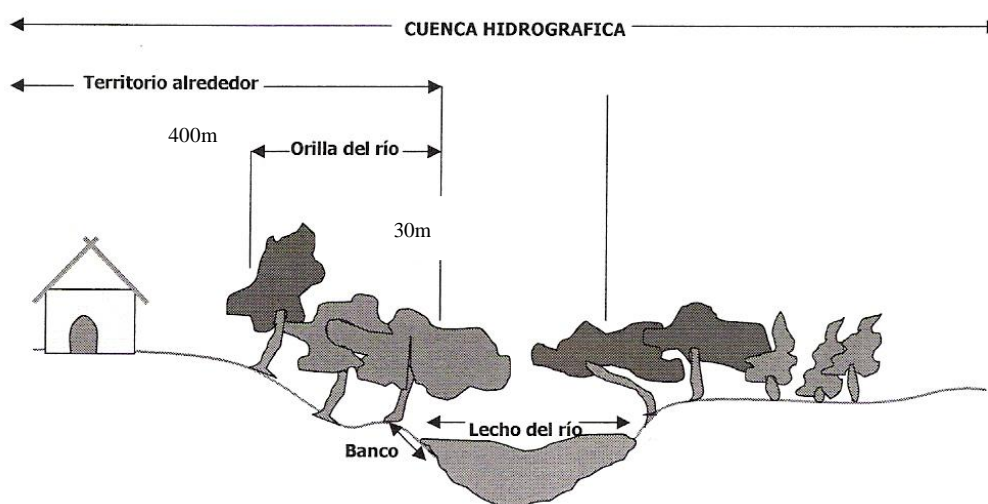 CUENCA HIDROGRAFICA
Territorio alrededor
400m
Orilla del río
30m
Lecho del río
Banco